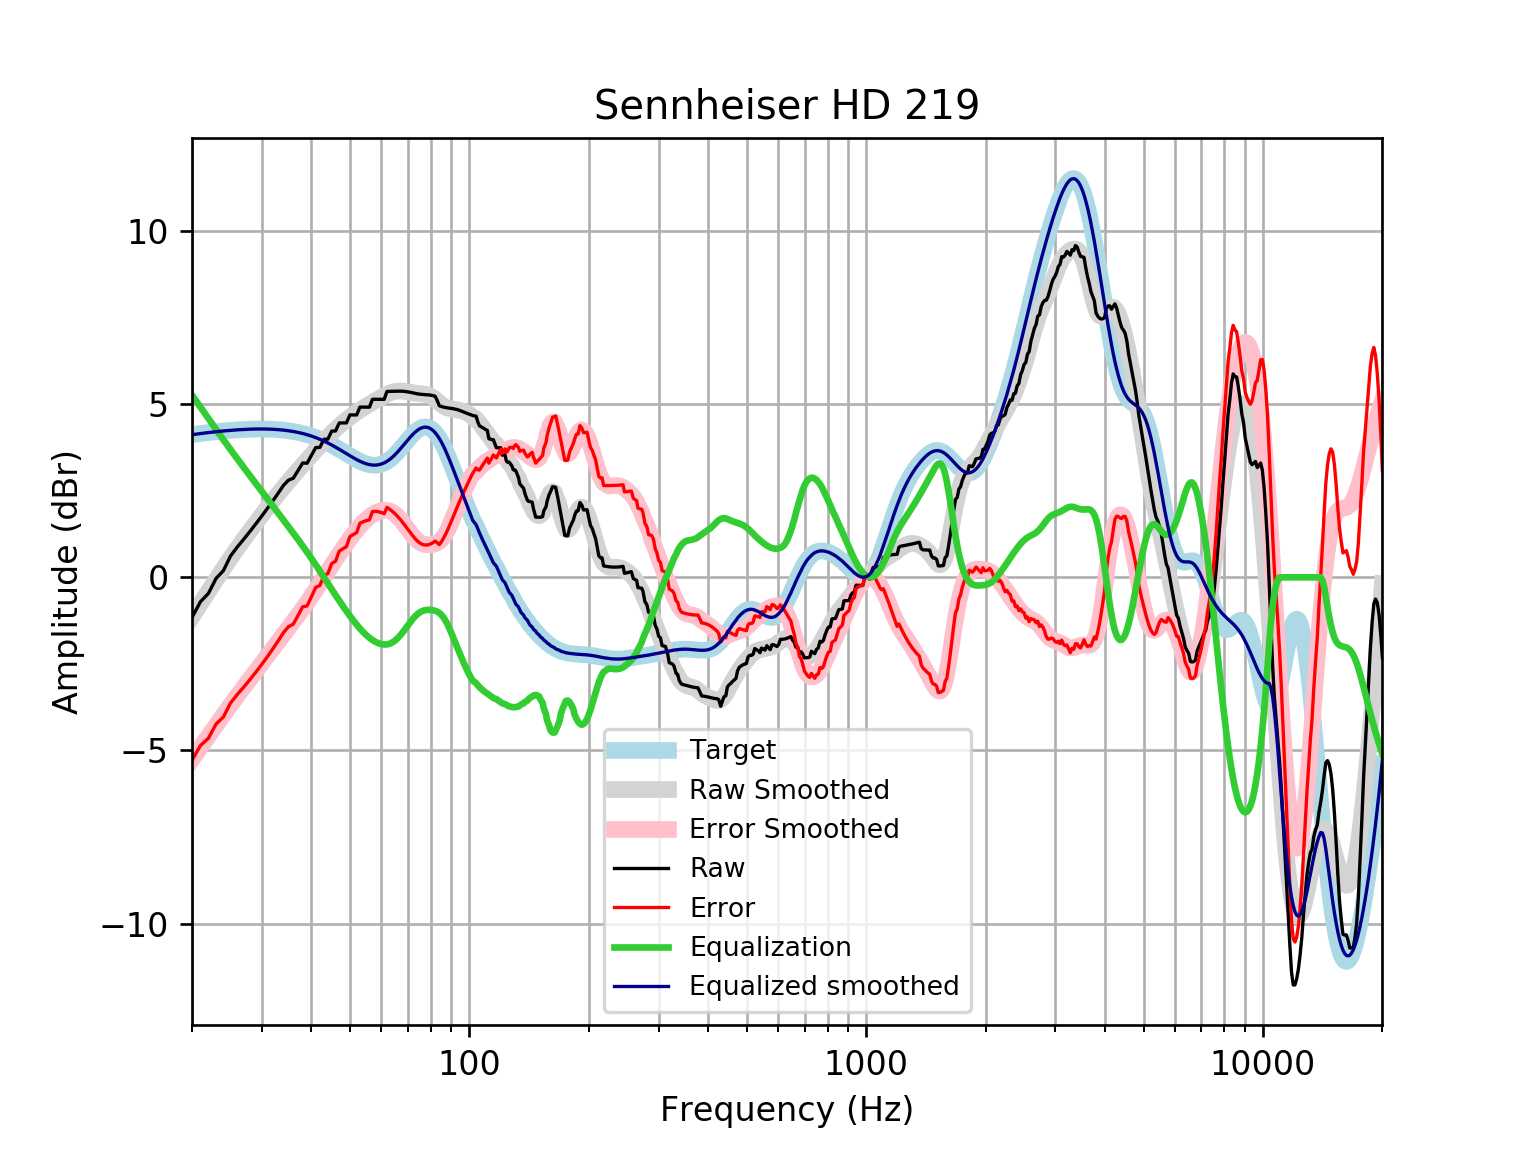 Sennheiser HD 219
Amplitude (dBr)
10
5
0
−5
−10
Target
Raw Smoothed
Error Smoothed
Raw
Error
Equalization
Equalized smoothed
100
1000
10000
Frequency (Hz)